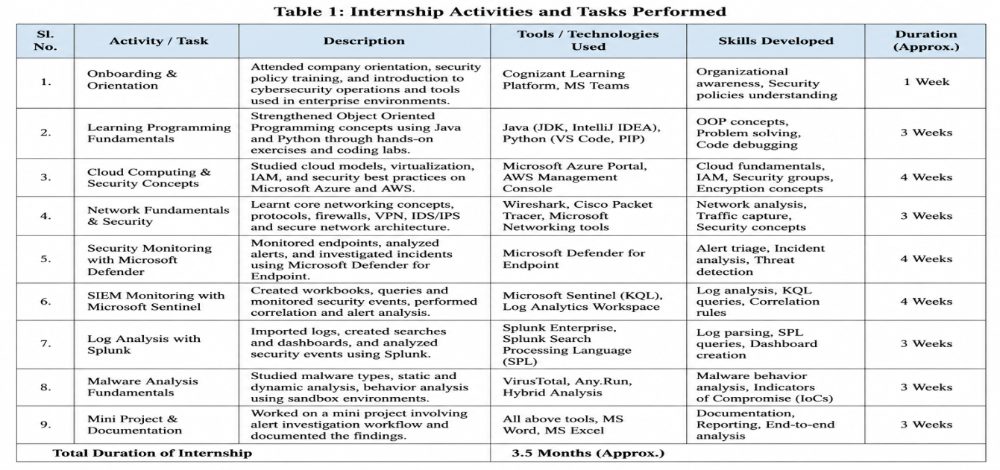 Table 1: Internship Activities and Tasks Performed
Sl. No. | Activity / Task | Description | Tools / Technologies Used | Skills Developed | Duration (Approx.)
1. | Onboarding & Orientation | Attended company orientation, security policy training, and introduction to cybersecurity operations and tools used in enterprise environments. | Cognizant Learning Platform, MS Teams | Organizational awareness, Security policies understanding | 1 Week
2. | Learning Programming Fundamentals | Strengthened Object Oriented Programming concepts using Java and Python through hands-on exercises and coding labs. | Java (JDK, IntelliJ IDEA), Python (VS Code, PIP) | OOP concepts, Problem solving, Code debugging | 3 Weeks
3. | Cloud Computing & Security Concepts | Studied cloud models, virtualization, IAM, and security best practices on Microsoft Azure and AWS. | Microsoft Azure Portal, AWS Management Console | Cloud fundamentals, IAM, Security groups, Encryption concepts | 4 Weeks
4. | Network Fundamentals & Security | Learnt core networking concepts, protocols, firewalls, VPN, IDS/IPS and secure network architecture. | Wireshark, Cisco Packet Tracer, Microsoft Networking tools | Network analysis, Traffic capture, Security concepts | 3 Weeks
5. | Security Monitoring with Microsoft Defender | Monitored endpoints, analyzed alerts, and investigated incidents using Microsoft Defender for Endpoint. | Microsoft Defender for Endpoint | Alert triage, Incident analysis, Threat detection | 4 Weeks
6. | SIEM Monitoring with Microsoft Sentinel | Created workbooks, queries and monitored security events, performed correlation and alert analysis. | Microsoft Sentinel (KQL), Log Analytics Workspace | Log analysis, KQL queries, Correlation rules | 4 Weeks
7. | Log Analysis with Splunk | Imported logs, created searches and dashboards, and analyzed security events using Splunk. | Splunk Enterprise, Splunk Search Processing Language (SPL) | Log parsing, SPL queries, Dashboard creation | 3 Weeks
8. | Malware Analysis Fundamentals | Studied malware types, static and dynamic analysis, behavior analysis using sandbox environments. | VirusTotal, Any.Run, Hybrid Analysis | Malware behavior analysis, Indicators of Compromise (IoCs) | 3 Weeks
9. | Mini Project & Documentation | Worked on a mini project involving alert investigation workflow and documented the findings. | All above tools, MS Word, MS Excel | Documentation, Reporting, End-to-end analysis | 3 Weeks
Total Duration of Internship | 3.5 Months (Approx.)